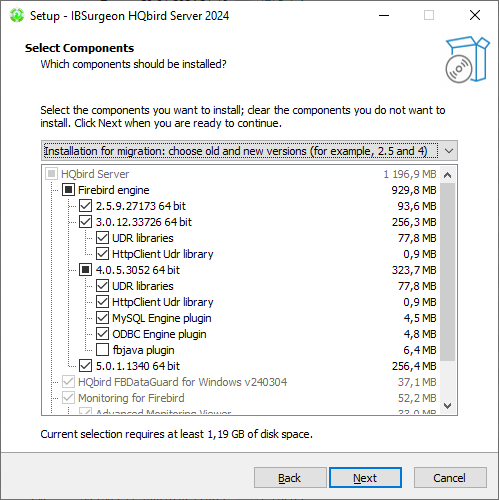 Setup - IBSurgeon HQbird Server 2024
Select Components
Which components should be installed?
Select the components you want to install; clear the components you do not want to
install. Click Next when you are ready to continue.
Installation for migration: choose old and new versions (for example, 2.5 and 4)
HQbird Server 1 196,9 MB
Firebird engine 929,8 MB
2.5.9.27173 64 bit 93,6 MB
3.0.12.33726 64 bit 256,3 MB
UDR libraries 77,8 MB
HttpClient Udr library 0,9 MB
4.0.5.3052 64 bit 323,7 MB
UDR libraries 77,8 MB
HttpClient Udr library 0,9 MB
MySQL Engine plugin 4,5 MB
ODBC Engine plugin 4,8 MB
fbjava plugin 6,4 MB
5.0.1.1340 64 bit 256,4 MB
HQbird FBDataGuard for Windows v240304 37,1 MB
Monitoring for Firebird 52,2 MB
Advanced Monitoring Viewer 33,0 MB
Current selection requires at least 1,19 GB of disk space.
Back Next Cancel